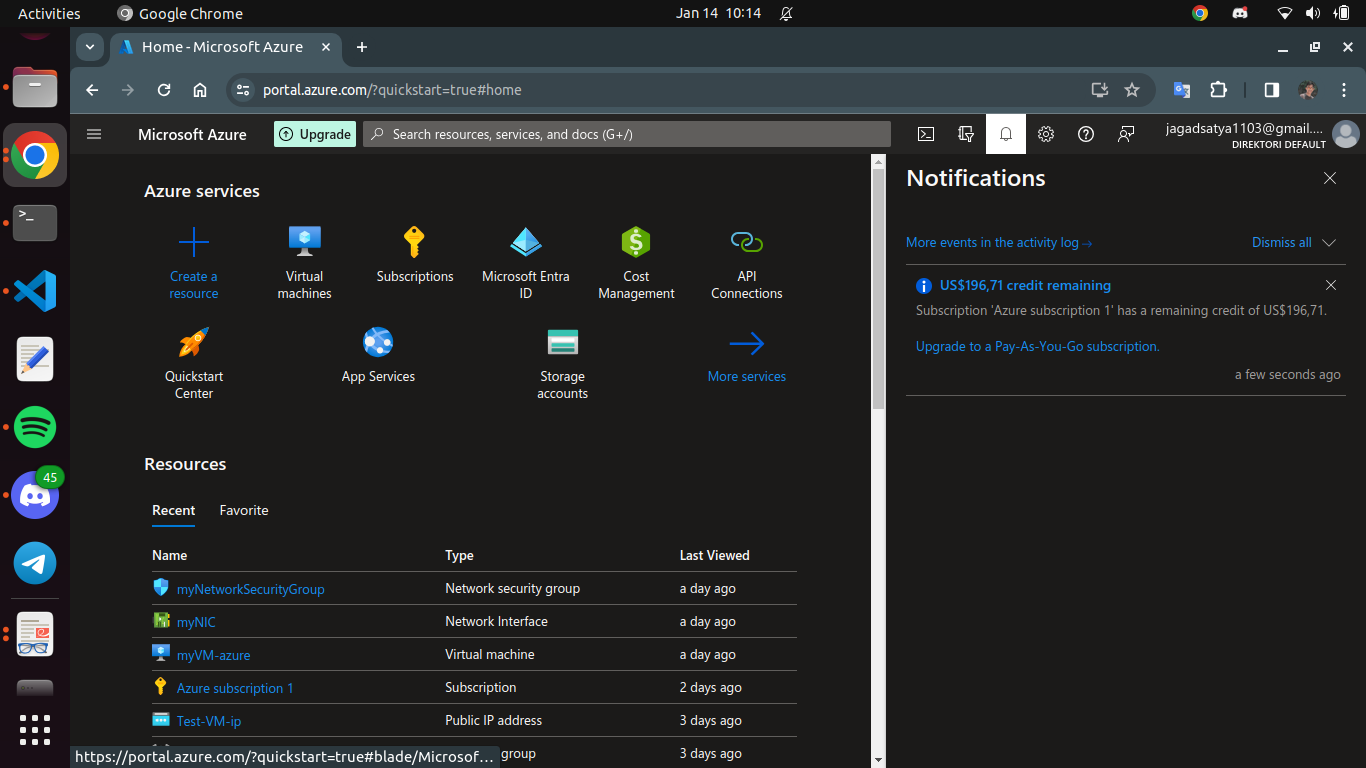 Activities
Google Chrome
Jan 14 10:14
Home - Microsoft Azure
portal.azure.com/?quickstart=true#home
Microsoft Azure
Upgrade
Search resources, services, and docs (G+/)
jagadsatya1103@gmail....
DIREKTORI DEFAULT
Azure services
Create a
resource
Virtual
machines
Subscriptions
Microsoft Entra
ID
Cost
Management
API
Connections
Quickstart
Center
App Services
Storage
accounts
More services
Resources
Recent
Favorite
Name Type Last Viewed
myNetworkSecurityGroup Network security group a day ago
myNIC Network Interface a day ago
myVM-azure Virtual machine a day ago
Azure subscription 1 Subscription 2 days ago
Test-VM-ip Public IP address 3 days ago
group 3 days ago
https://portal.azure.com/?quickstart=true#blade/Microsof...
Notifications
More events in the activity log→
Dismiss all
US$196,71 credit remaining
Subscription 'Azure subscription 1' has a remaining credit of US$196,71.
Upgrade to a Pay-As-You-Go subscription.
a few seconds ago
45